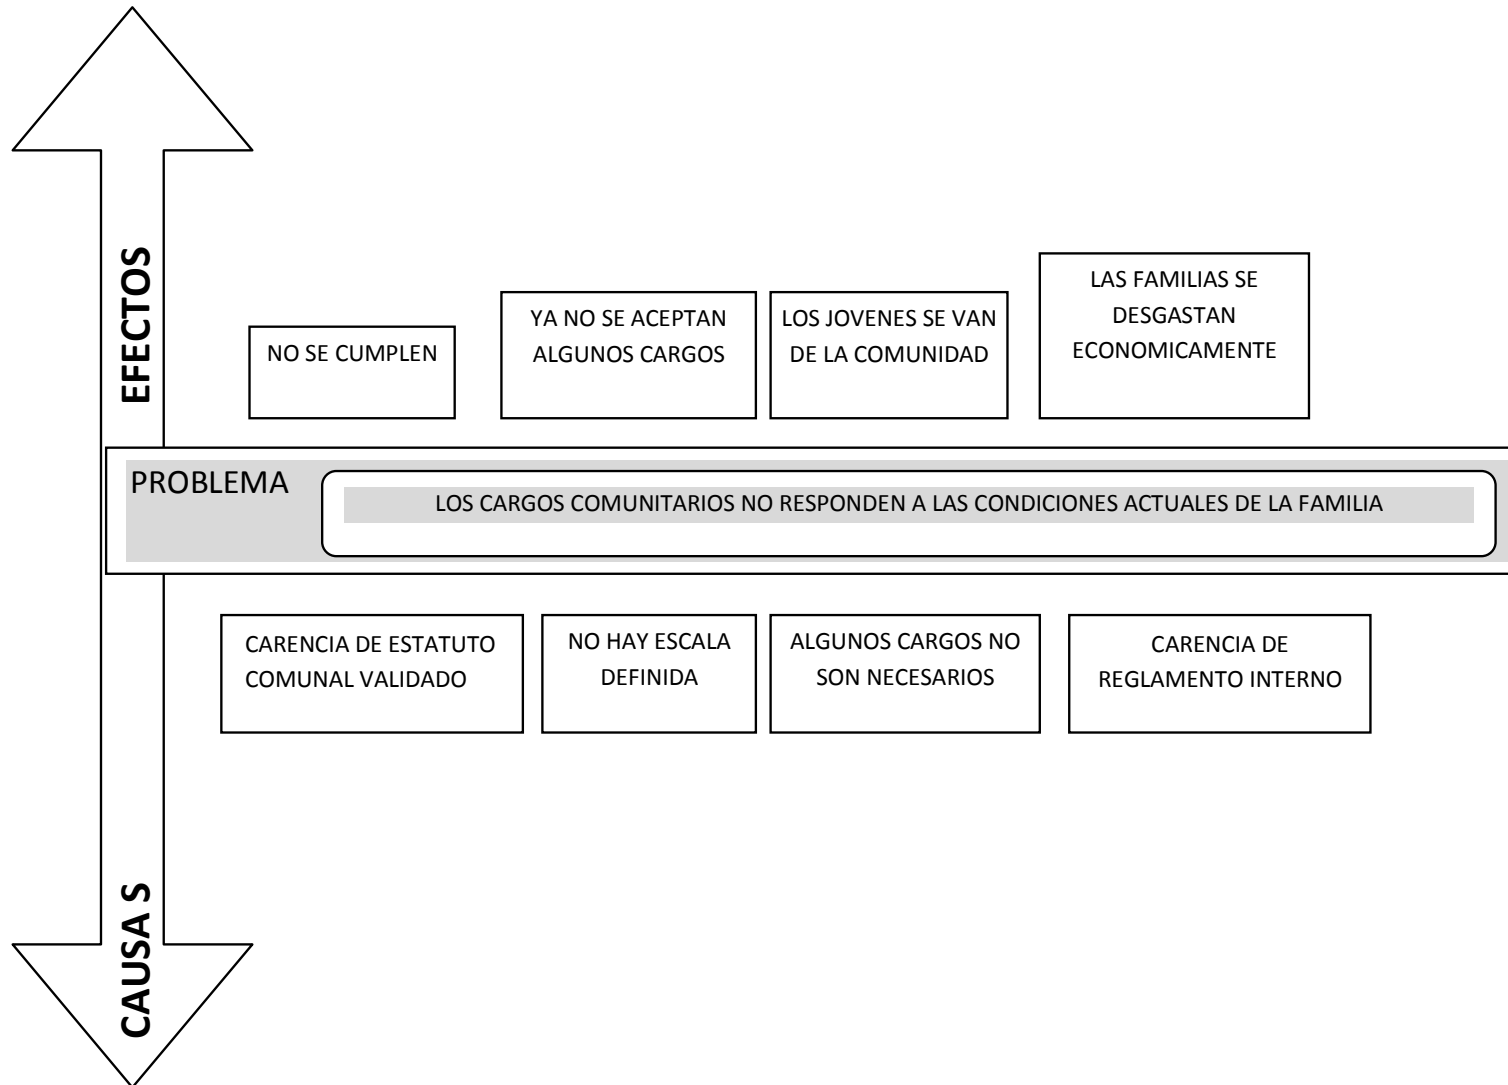 EFECTOS
NO SE CUMPLEN
YA NO SE ACEPTAN
ALGUNOS CARGOS
LOS JOVENES SE VAN
DE LA COMUNIDAD
LAS FAMILIAS SE
DESGASTAN
ECONOMICAMENTE
PROBLEMA
LOS CARGOS COMUNITARIOS NO RESPONDEN A LAS CONDICIONES ACTUALES DE LA FAMILIA
CARENCIA DE ESTATUTO
COMUNAL VALIDADO
NO HAY ESCALA
DEFINIDA
ALGUNOS CARGOS NO
SON NECESARIOS
CARENCIA DE
REGLAMENTO INTERNO
CAUSA S